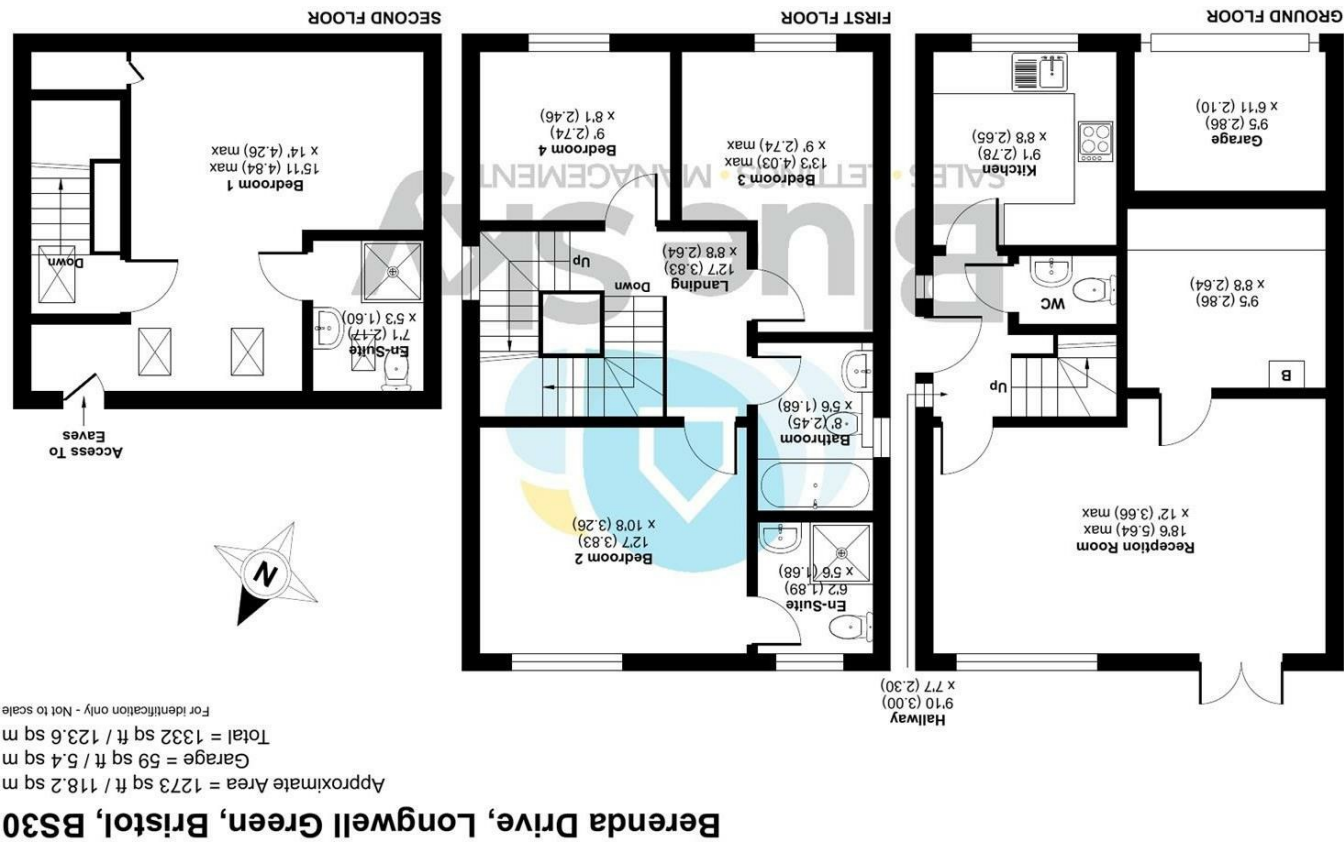 Berenda Drive, Longwell Green, Bristol, BS30
Approximate Area = 1273 sq ft / 118.2 sq m
Garage = 59 sq ft / 5.4 sq m
Total = 1332 sq ft / 123.6 sq m
For identification only - Not to scale
Hallway
9'10 (3.00)
x 7'7 (2.30)
Reception Room
18'6 (5.64) max
x 12' (3.66) max
Up
B
9'5 (2.86)
x 8'8 (2.64)
WC
Kitchen
9'1 (2.78)
x 8'8 (2.65)
Garage
9'5 (2.86)
x 6'11 (2.10)
GROUND FLOOR
En-Suite
6'2 (1.89)
x 5'6 (1.68)
Bedroom 2
12'7 (3.83)
x 10'8 (3.26)
Bathroom
8' (2.45)
x 5'6 (1.68)
Down
Landing
12'7 (3.83)
x 8'8 (2.64)
Up
Bedroom 3
13'3 (4.03) max
x 9' (2.74) max
Bedroom 4
9' (2.74)
x 8'1 (2.46)
FIRST FLOOR
N
Access To
Eaves
En-Suite
7'1 (2.17)
x 5'3 (1.60)
Down
Bedroom 1
15'11 (4.84) max
x 14' (4.26) max
SECOND FLOOR
Blue Sky
SALES • LETTINGS • MANAGEMENT